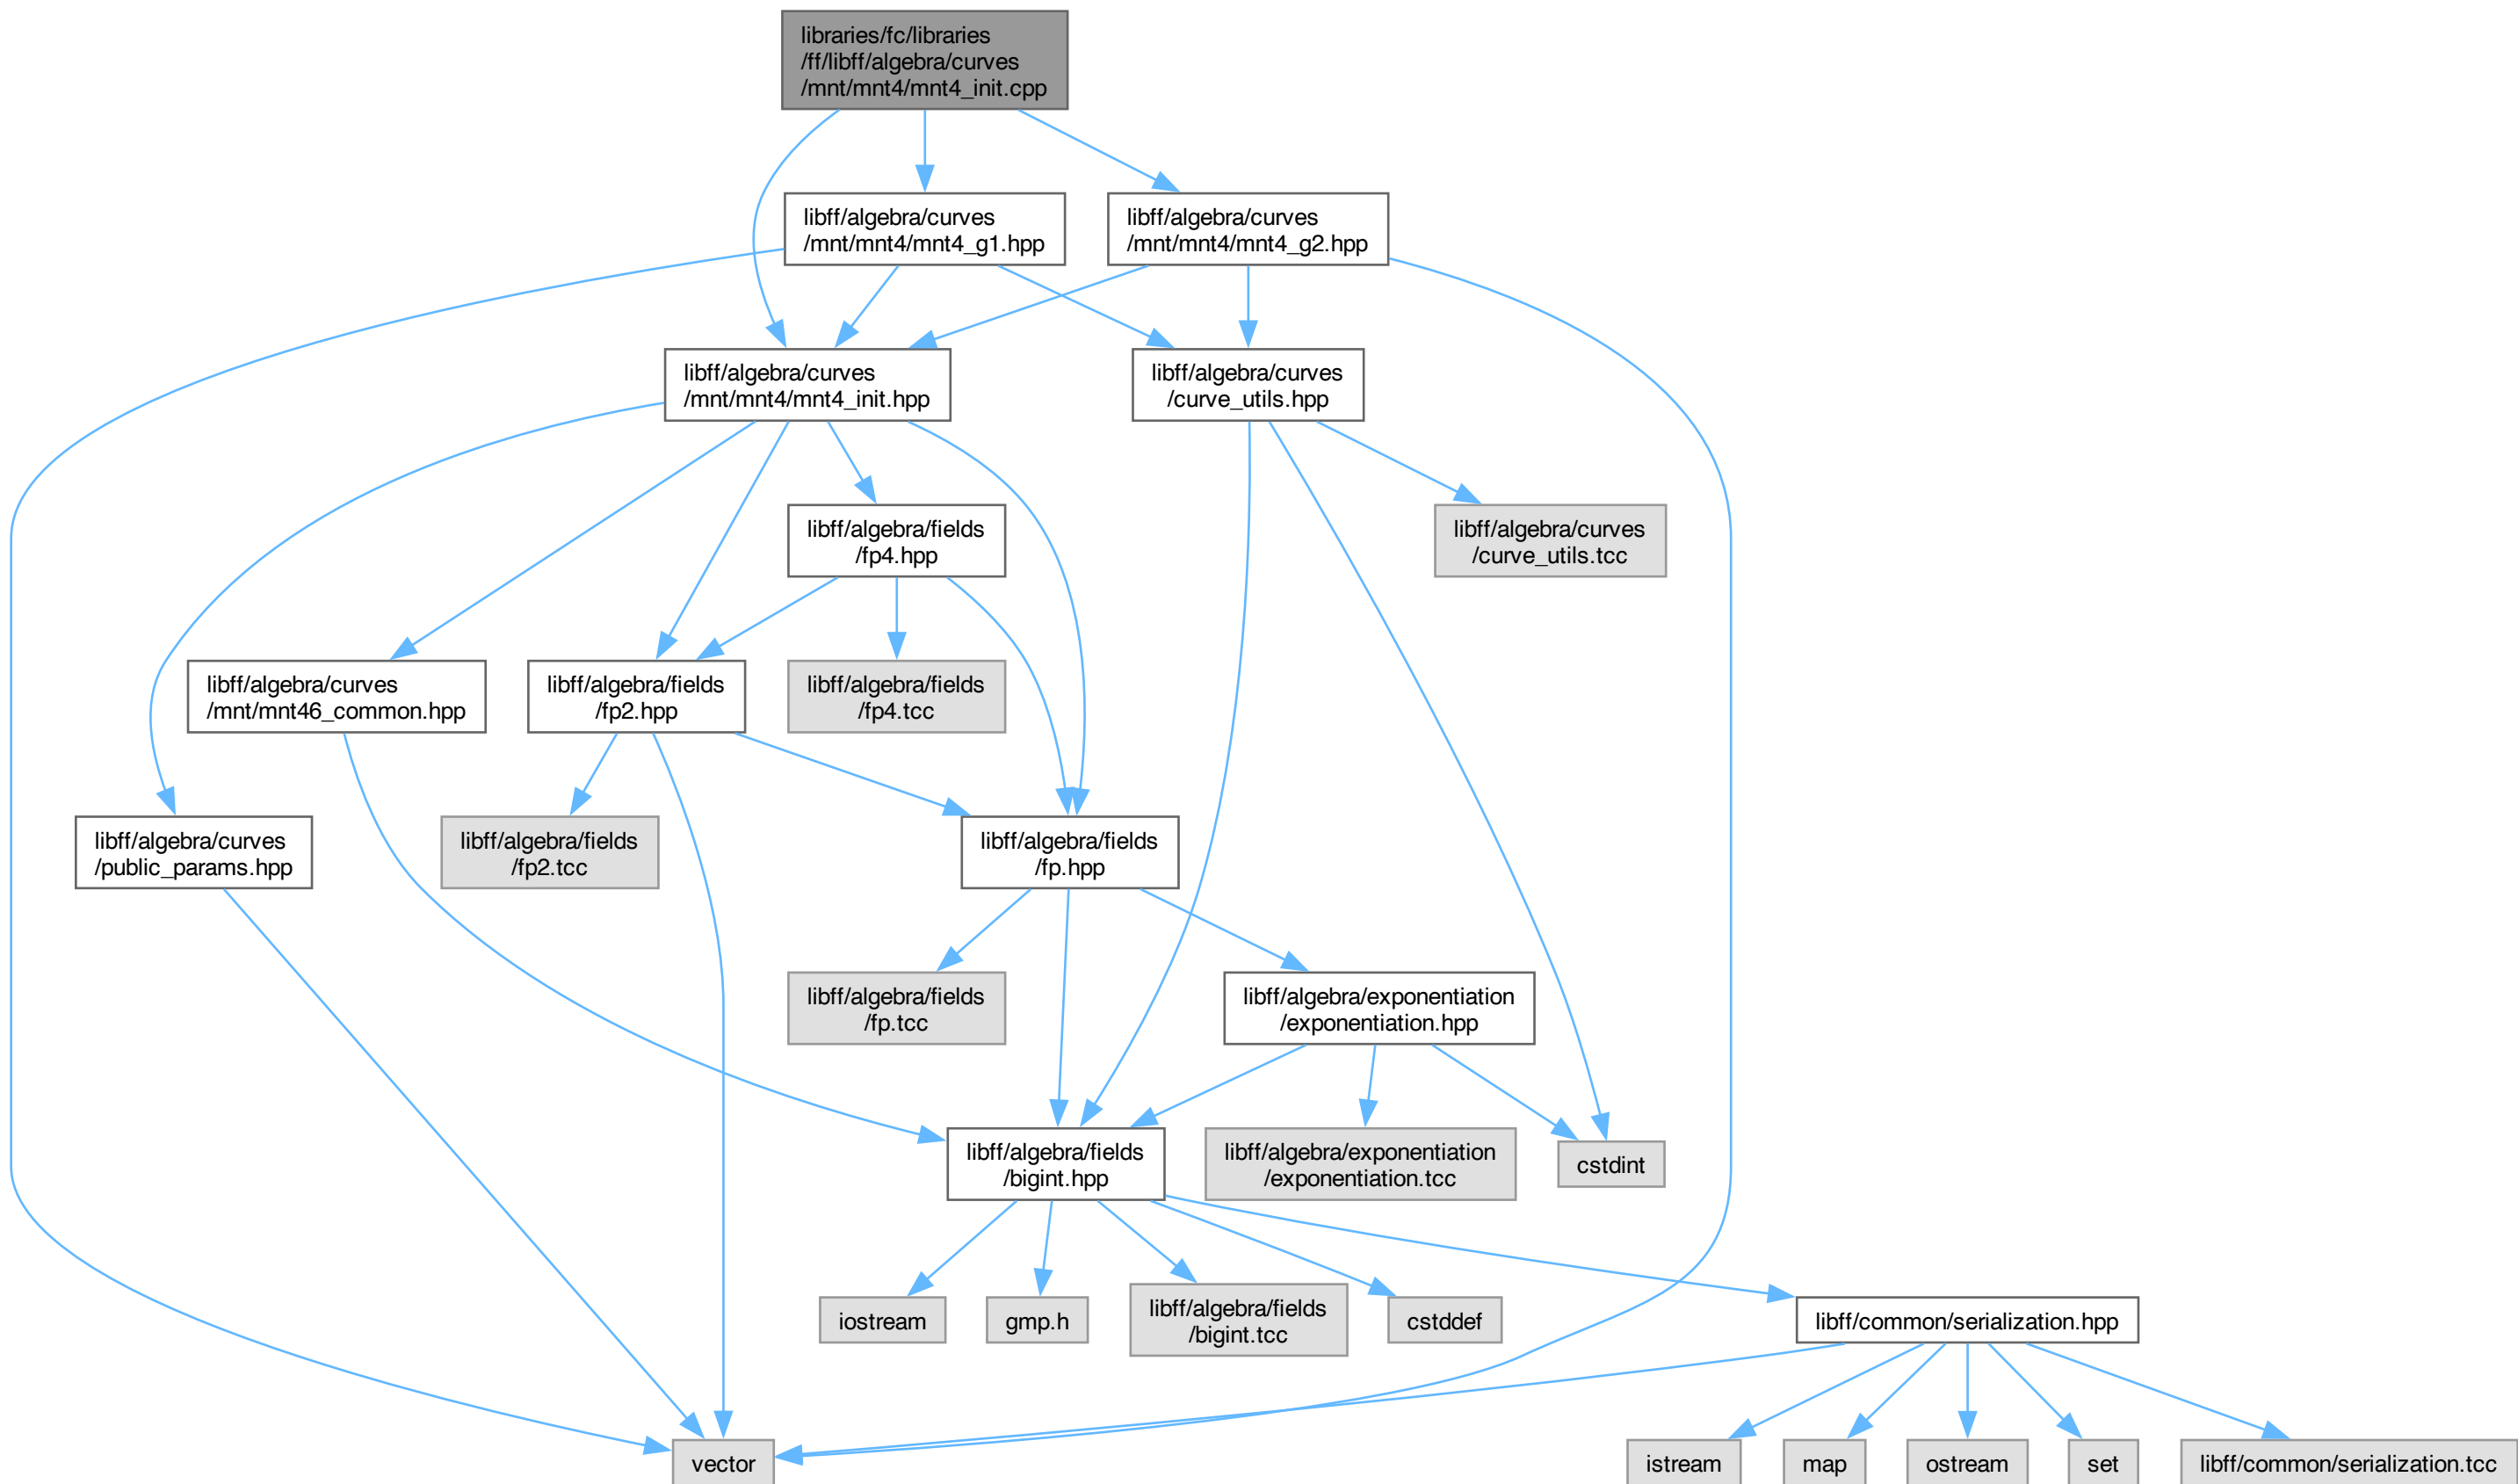 libraries/fc/libraries
/ff/libff/algebra/curves
/mnt/mnt4/mnt4_init.cpp
libff/algebra/curves
/mnt/mnt4/mnt4_g1.hpp
libff/algebra/curves
/mnt/mnt4/mnt4_g2.hpp
libff/algebra/curves
/mnt/mnt4/mnt4_init.hpp
libff/algebra/curves
/curve_utils.hpp
libff/algebra/fields
/fp4.hpp
libff/algebra/curves
/curve_utils.tcc
libff/algebra/curves
/mnt/mnt46_common.hpp
libff/algebra/fields
/fp2.hpp
libff/algebra/fields
/fp4.tcc
libff/algebra/curves
/public_params.hpp
libff/algebra/fields
/fp2.tcc
libff/algebra/fields
/fp.hpp
libff/algebra/fields
/fp.tcc
libff/algebra/exponentiation
/exponentiation.hpp
libff/algebra/fields
/bigint.hpp
libff/algebra/exponentiation
/exponentiation.tcc
cstdint
iostream
gmp.h
libff/algebra/fields
/bigint.tcc
cstddef
libff/common/serialization.hpp
vector
istream
map
ostream
set
libff/common/serialization.tcc